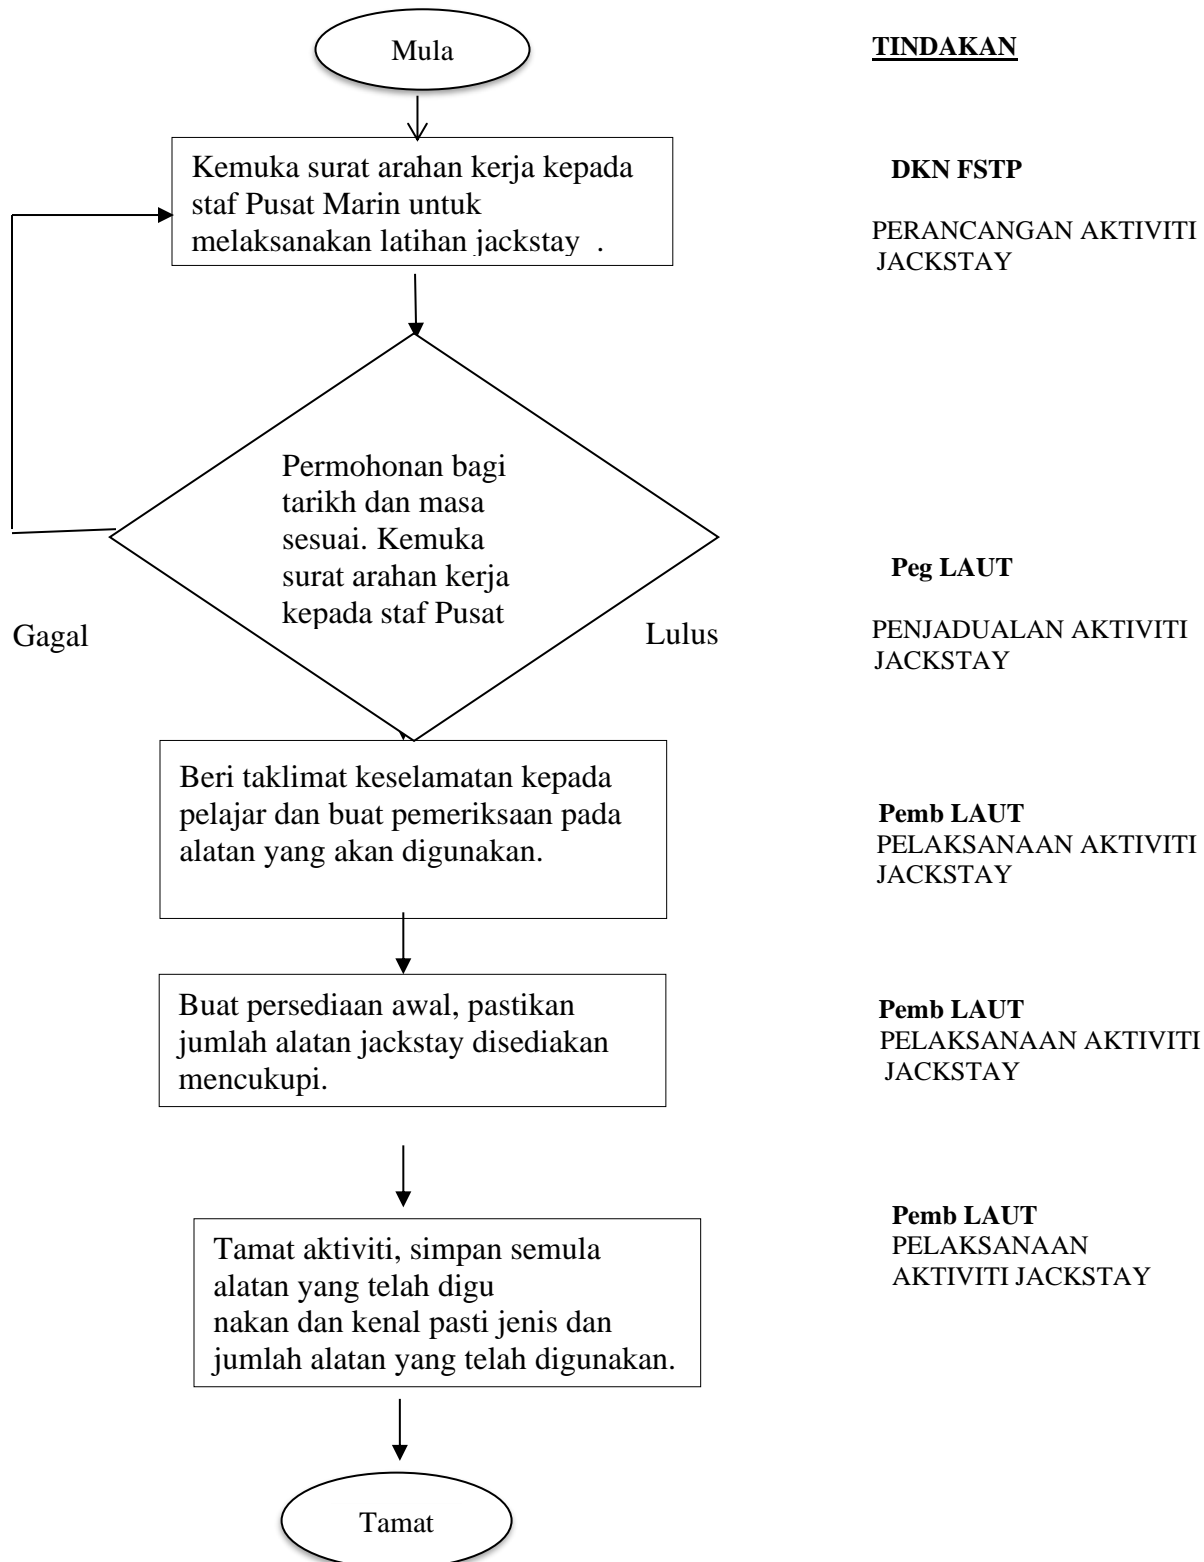 Mula
TINDAKAN
Kemuka surat arahan kerja kepada
staf Pusat Marin untuk
melaksanakan latihan jackstay .
DKN FSTP
PERANCANGAN AKTIVITI
JACKSTAY
Permohonan bagi
tarikh dan masa
sesuai. Kemuka
surat arahan kerja
kepada staf Pusat
Gagal
Lulus
Peg LAUT
PENJADUALAN AKTIVITI
JACKSTAY
Beri taklimat keselamatan kepada
pelajar dan buat pemeriksaan pada
alatan yang akan digunakan.
Pemb LAUT
PELAKSANAAN AKTIVITI
JACKSTAY
Buat persediaan awal, pastikan
jumlah alatan jackstay disediakan
mencukupi.
Pemb LAUT
PELAKSANAAN AKTIVITI
JACKSTAY
Tamat aktiviti, simpan semula
alatan yang telah digu
nakan dan kenal pasti jenis dan
jumlah alatan yang telah digunakan.
Pemb LAUT
PELAKSANAAN
AKTIVITI JACKSTAY
Tamat